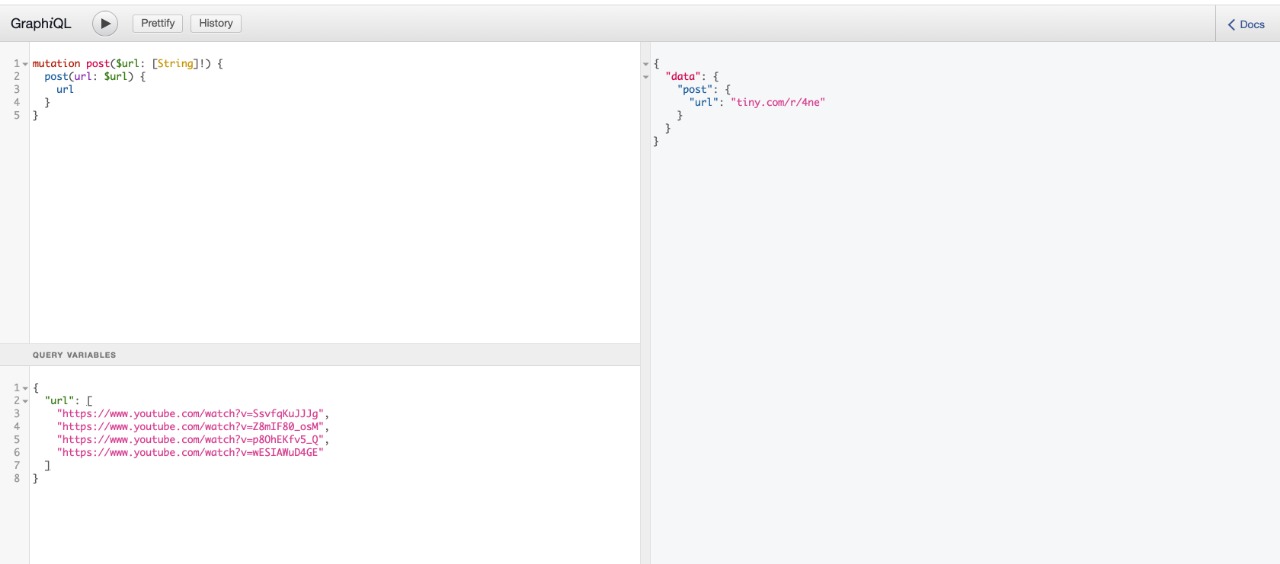 GraphiQL
Prettify
History
Docs
1 mutation post($url: [String]!) {
2 post(url: $url) {
3 url
4 }
5 }
{
"data": {
"post": {
"url": "tiny.com/r/4ne"
}
}
}
QUERY VARIABLES
1 {
2 "url": [
3 "https://www.youtube.com/watch?v=SsvfqKuJJJg",
4 "https://www.youtube.com/watch?v=Z8mIF80_osM",
5 "https://www.youtube.com/watch?v=p8OhEKfv5_Q",
6 "https://www.youtube.com/watch?v=wESIAWuD4GE"
7 ]
8 }